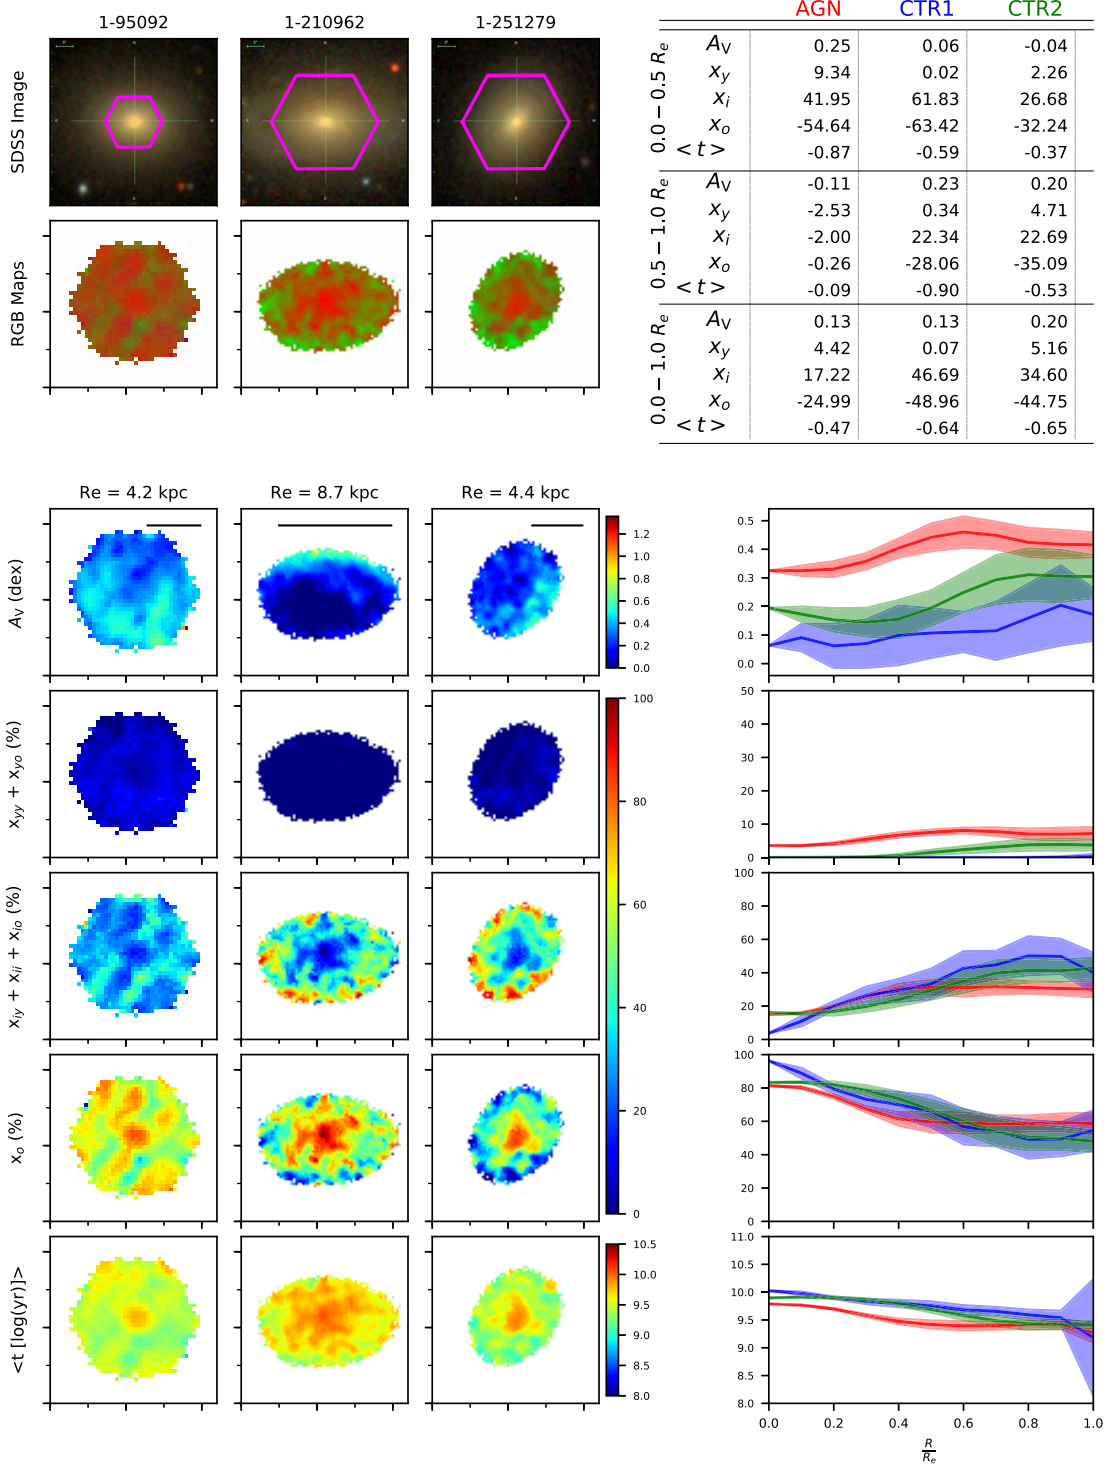 1-95092 1-210962 1-251279
SDSS Image
RGB Maps
AGN CTR1 CTR2
0.0 − 0.5 Re
AV 0.25 0.06 -0.04
xy 9.34 0.02 2.26
xi 41.95 61.83 26.68
xo -54.64 -63.42 -32.24
<t> -0.87 -0.59 -0.37
0.5 − 1.0 Re
AV -0.11 0.23 0.20
xy -2.53 0.34 4.71
xi -2.00 22.34 22.69
xo -0.26 -28.06 -35.09
<t> -0.09 -0.90 -0.53
0.0 − 1.0 Re
AV 0.13 0.13 0.20
xy 4.42 0.07 5.16
xi 17.22 46.69 34.60
xo -24.99 -48.96 -44.75
<t> -0.47 -0.64 -0.65
Re = 4.2 kpc Re = 8.7 kpc Re = 4.4 kpc
AV (dex)
1.2
1.0
0.8
0.6
0.4
0.2
0.0
0.5
0.4
0.3
0.2
0.1
0.0
xyy + xyo (%)
100
80
60
40
20
0
50
40
30
20
10
0
xiy + xii + xio (%)
100
80
60
40
20
0
xo (%)
100
80
60
40
20
0
<t [log(yr)]>
10.5
10.0
9.5
9.0
8.5
8.0
11.0
10.5
10.0
9.5
9.0
8.5
8.0
0.0 0.2 0.4 0.6 0.8 1.0
R
Re